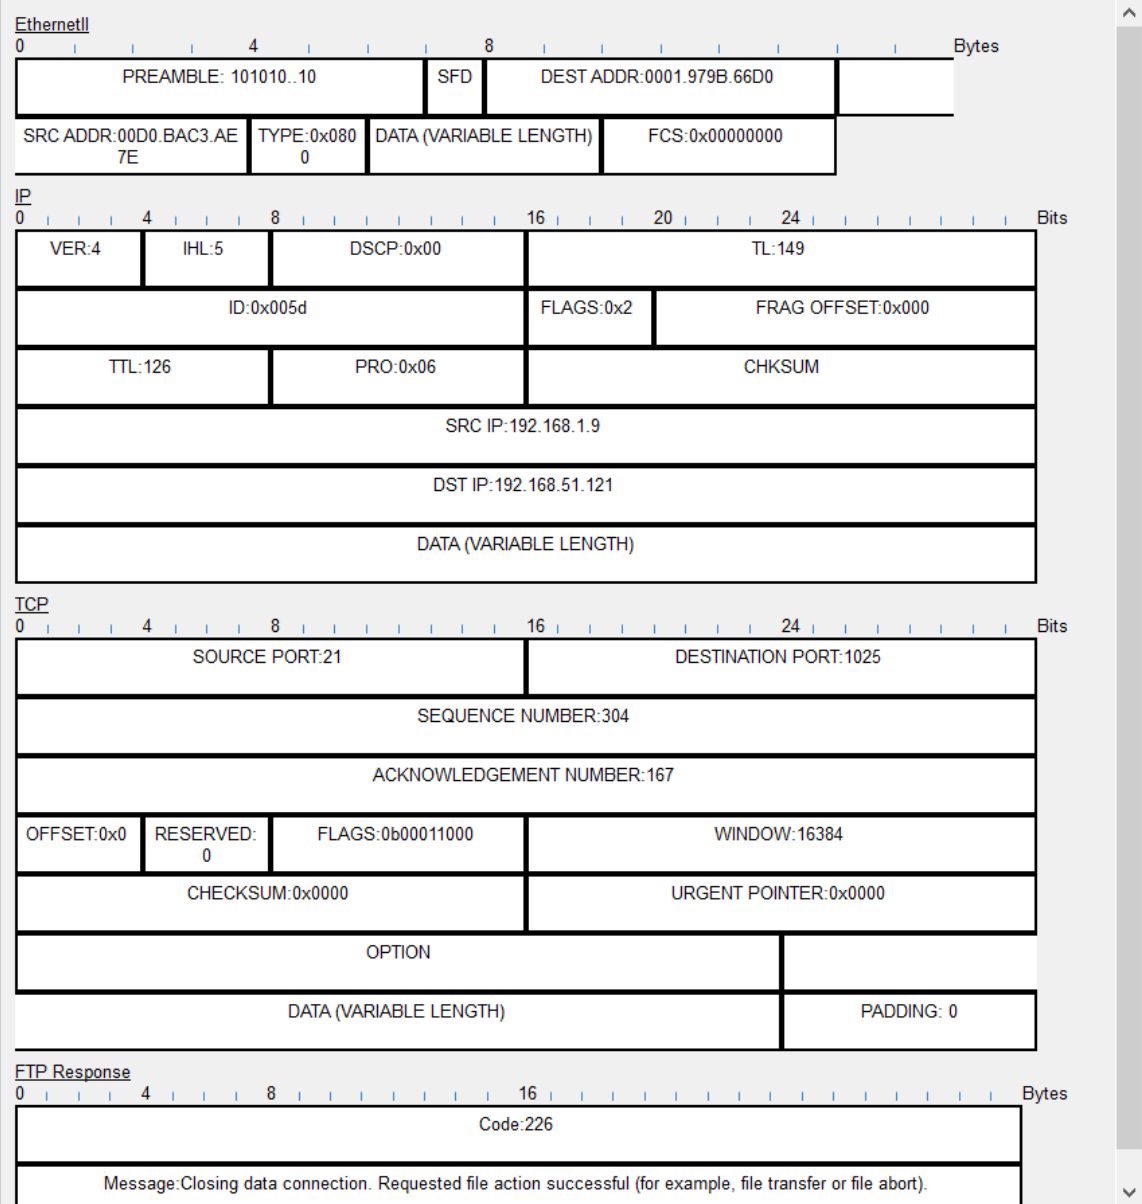 EthernetII
0 4 8 Bytes
PREAMBLE: 101010..10 SFD DEST ADDR:0001.979B.66D0
SRC ADDR:00D0.BAC3.AE TYPE:0x080 DATA (VARIABLE LENGTH) FCS:0x00000000
7E 0
IP
0 4 8 16 20 24 Bits
VER:4 IHL:5 DSCP:0x00 TL:149
ID:0x005d FLAGS:0x2 FRAG OFFSET:0x000
TTL:126 PRO:0x06 CHKSUM
SRC IP:192.168.1.9
DST IP:192.168.51.121
DATA (VARIABLE LENGTH)
TCP
0 4 8 16 24 Bits
SOURCE PORT:21 DESTINATION PORT:1025
SEQUENCE NUMBER:304
ACKNOWLEDGEMENT NUMBER:167
OFFSET:0x0 RESERVED: FLAGS:0b00011000 WINDOW:16384
0
CHECKSUM:0x0000 URGENT POINTER:0x0000
OPTION
DATA (VARIABLE LENGTH) PADDING: 0
FTP Response
0 4 8 16 Bytes
Code:226
Message:Closing data connection. Requested file action successful (for example, file transfer or file abort).